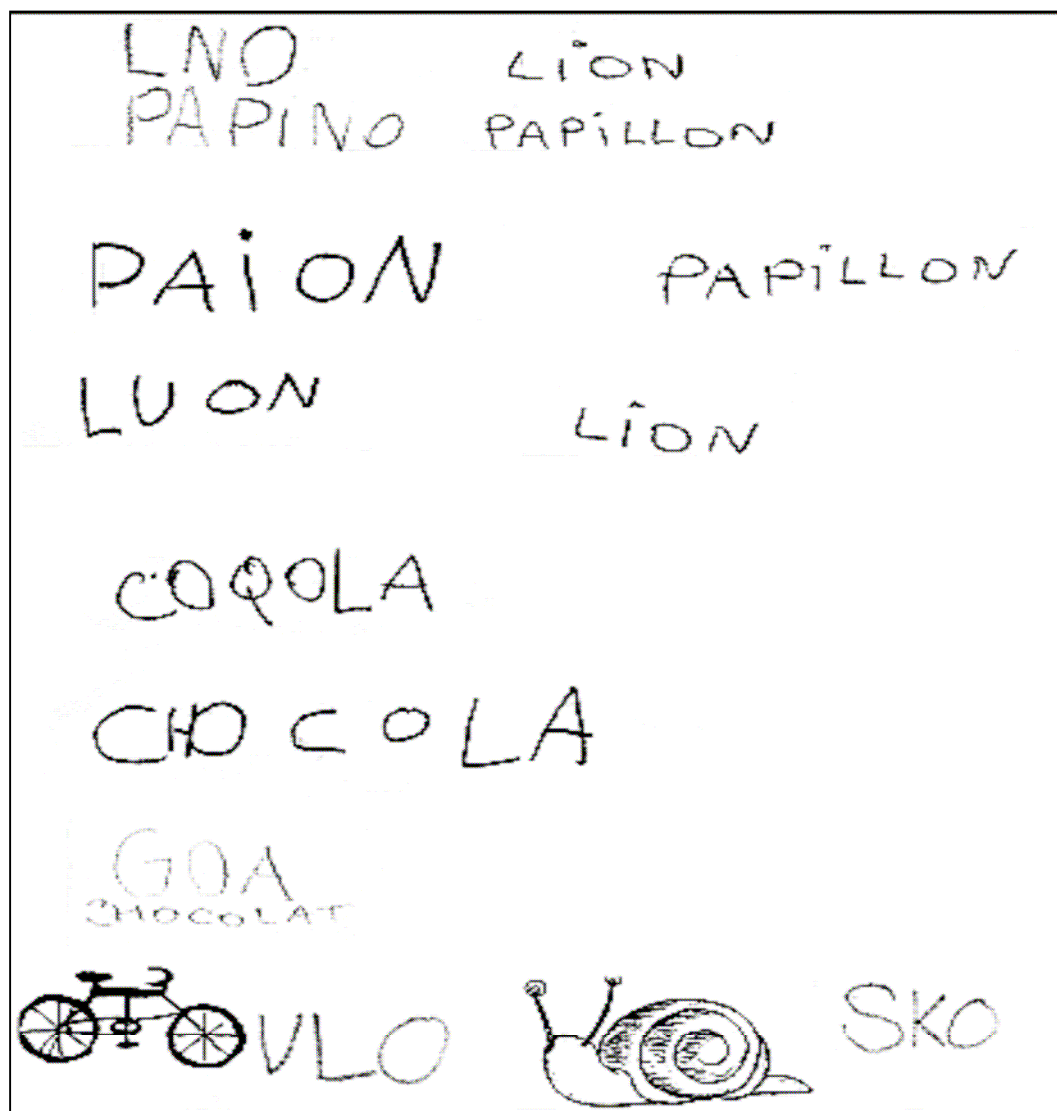 LNO LiON
PAPINO PAPiLLON
PAiON PAPiLLON
LUON LiON
COQOLA
CHOCOLA
GOA
CHOCOLAT
VLO SKO